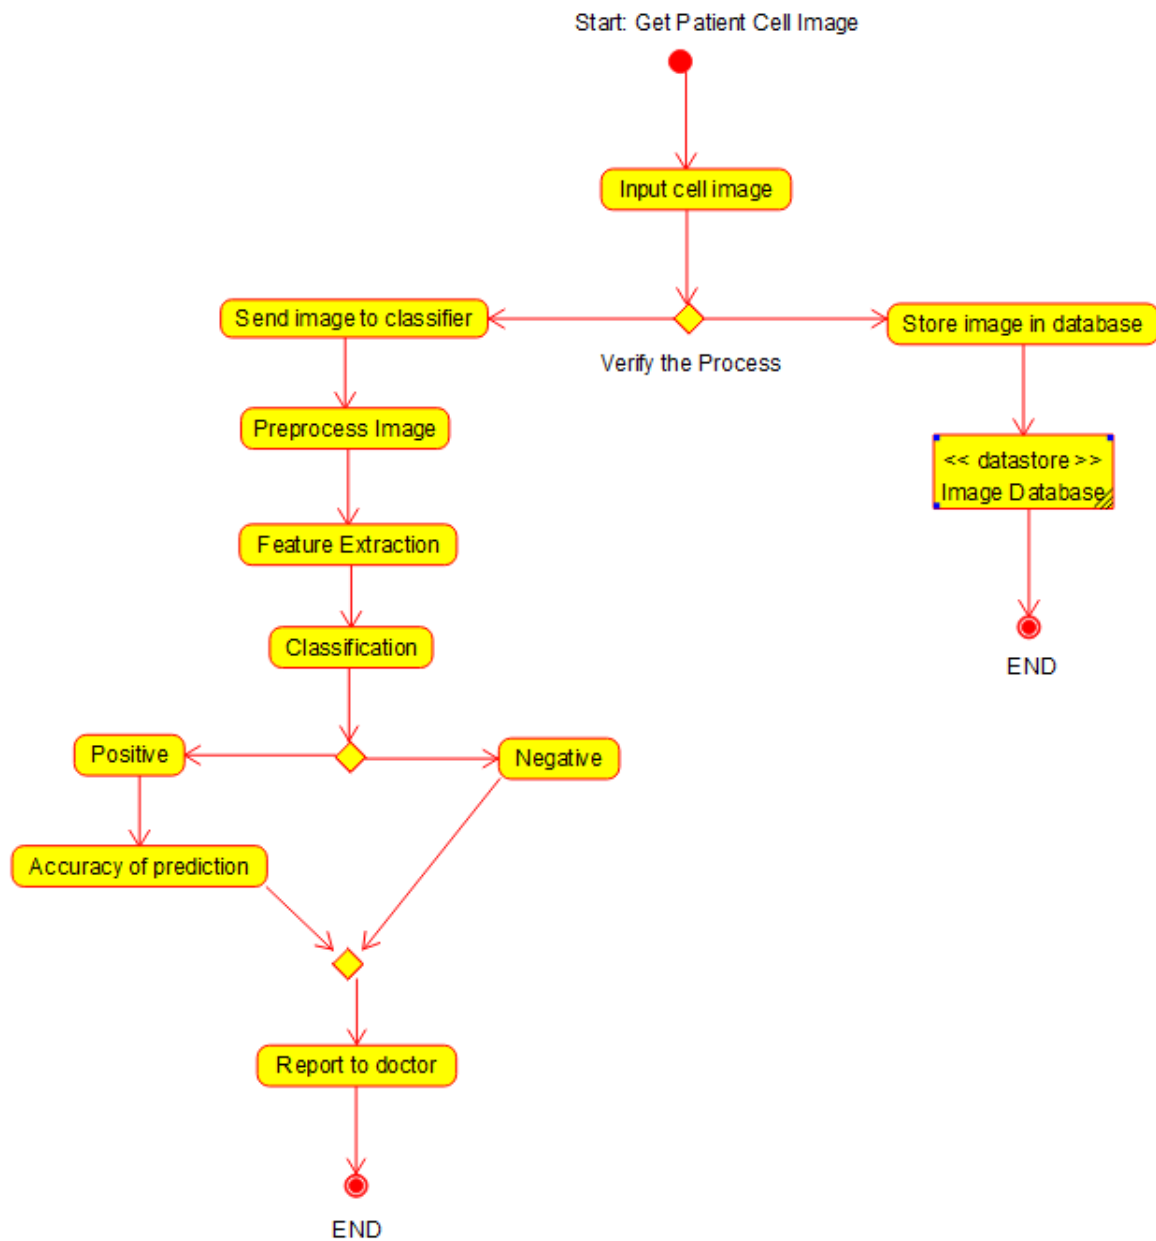 Start: Get Patient Cell Image
Input cell image
Send image to classifier
Store image in database
Verify the Process
Preprocess Image
<< datastore >>
Image Database
Feature Extraction
Classification
END
Positive
Negative
Accuracy of prediction
Report to doctor
END